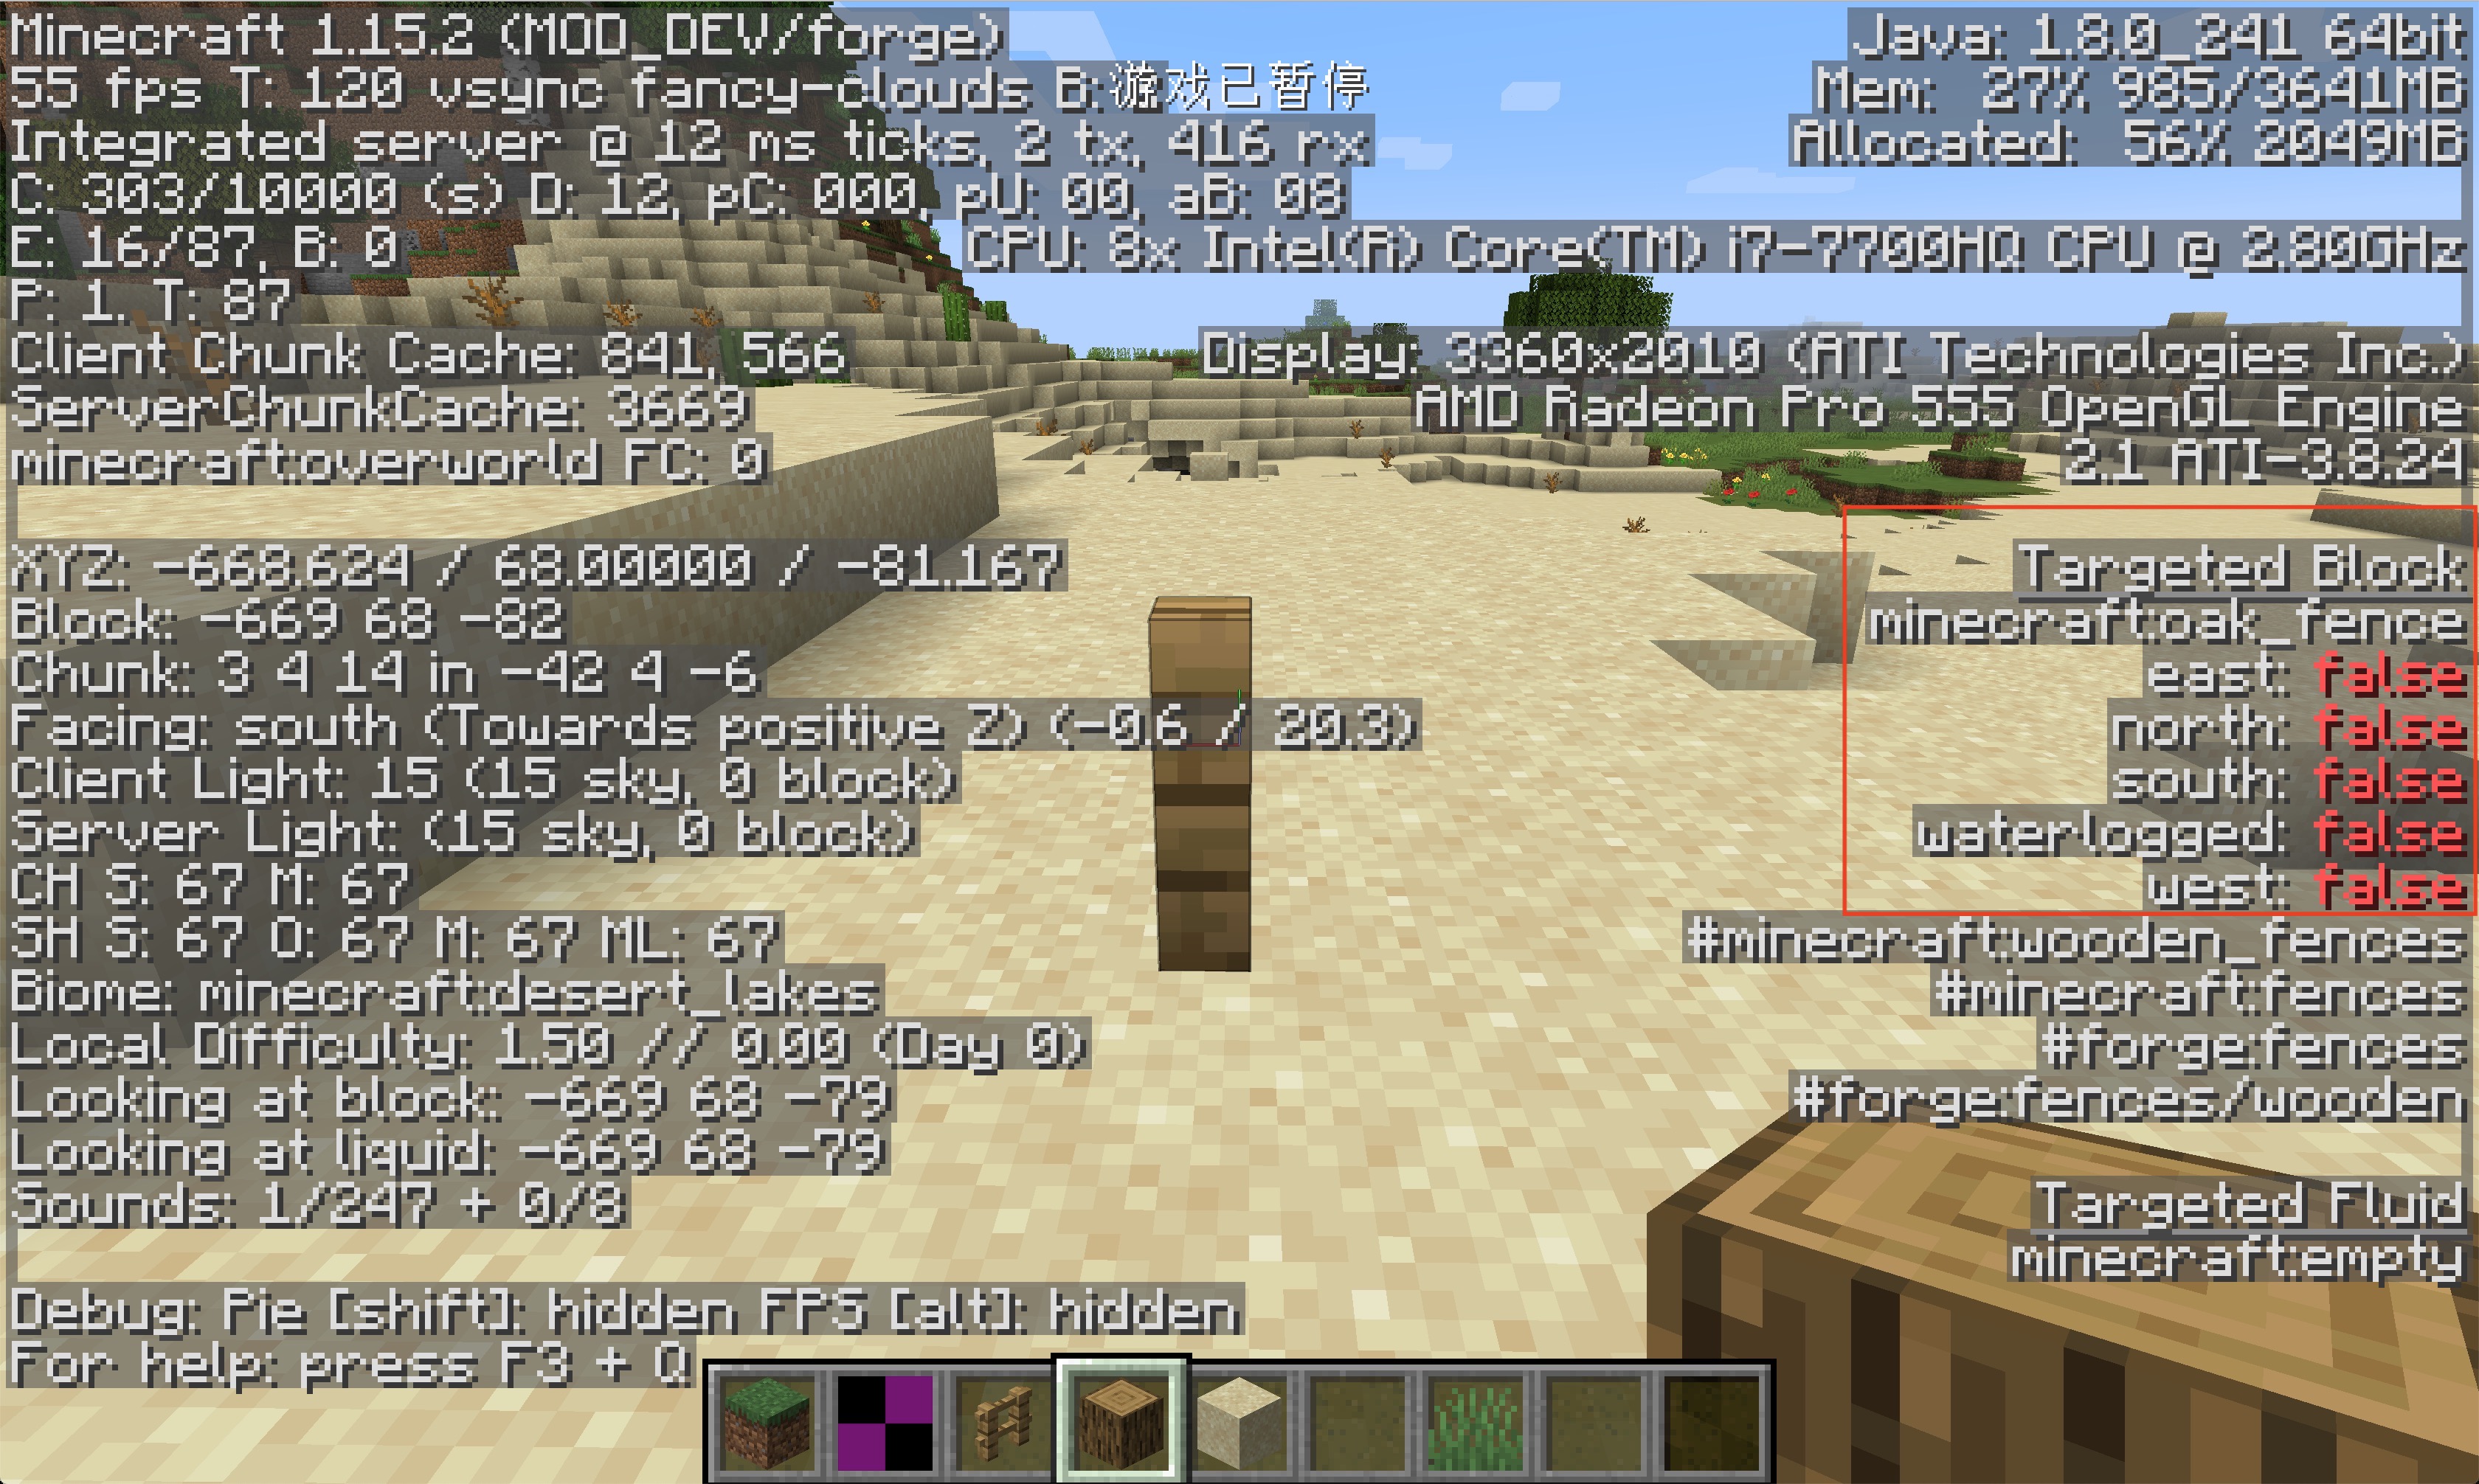 Minecraft 1.15.2 (MOD_DEV/forge)
55 fps T: 120 vsync fancy-clouds B:
游戏已暂停
Integrated server @ 12 ms ticks, 2 tx, 416 rx
C: 303/10000 (s) D: 12, pC: 000, pU: 00, aB: 08
E: 16/87, B: 0
P: 1. T: 87
Client Chunk Cache: 841, 566
ServerChunkCache: 3669
minecraft:overworld FC: 0
XYZ: -668.624 / 68.00000 / -81.167
Block: -669 68 -82
Chunk: 3 4 14 in -42 4 -6
Facing: south (Towards positive Z) (-0.6 / 20.3)
Client Light: 15 (15 sky, 0 block)
Server Light: (15 sky, 0 block)
CH S: 67 M: 67
SH S: 67 O: 67 M: 67 ML: 67
Biome: minecraft:desert_lakes
Local Difficulty: 1.50 // 0.00 (Day 0)
Looking at block: -669 68 -79
Looking at liquid: -669 68 -79
Sounds: 1/247 + 0/8
Debug: Pie [shift]: hidden FPS [alt]: hidden
For help: press F3 + Q
Java: 1.8.0_241 64bit
Mem: 27% 985/3641MB
Allocated: 56% 2049MB
CPU: 8x Intel(R) Core(TM) i7-7700HQ CPU @ 2.80GHz
Display: 3360x2010 (ATI Technologies Inc.)
AMD Radeon Pro 555 OpenGL Engine
2.1 ATI-3.8.24
Targeted Block
minecraft:oak_fence
east: false
north: false
south: false
waterlogged: false
west: false
#minecraft:wooden_fences
#minecraft:fences
#forge:fences
#forge:fences/wooden
Targeted Fluid
minecraft:empty